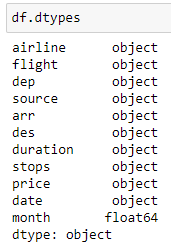 df.dtypes
airline object
flight object
dep object
source object
arr object
des object
duration object
stops object
price object
date object
month float64
dtype: object